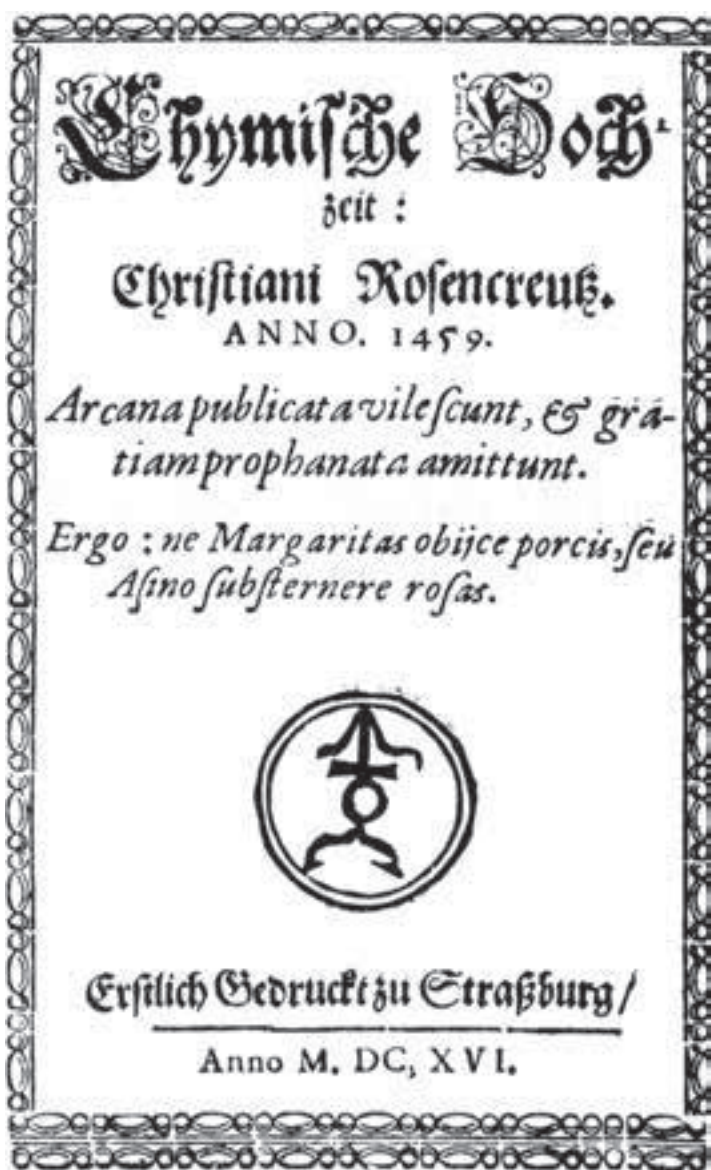 Chymische Hoch-
zeit:
Christiani Rosencreutz.
ANNO. 1459.
Arcana publicata vileſcunt, & gra-
tiam prophanata amittunt.
Ergo: ne Margaritas obijce porcis, ſeu
Aſino ſubſternere roſas.
Erſtlich Gedruckt zu Straßburg/
Anno M. DC, XVI.